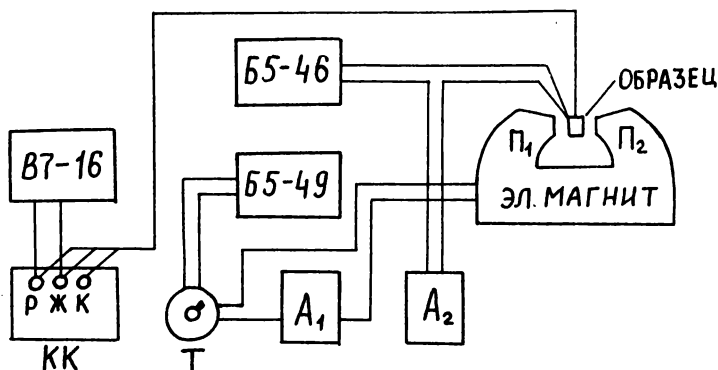 Б5-46
ОБРАЗЕЦ
П₁
П₂
В7-16
Б5-49
ЭЛ. МАГНИТ
Р Ж К
А₁
А₂
КК
Т